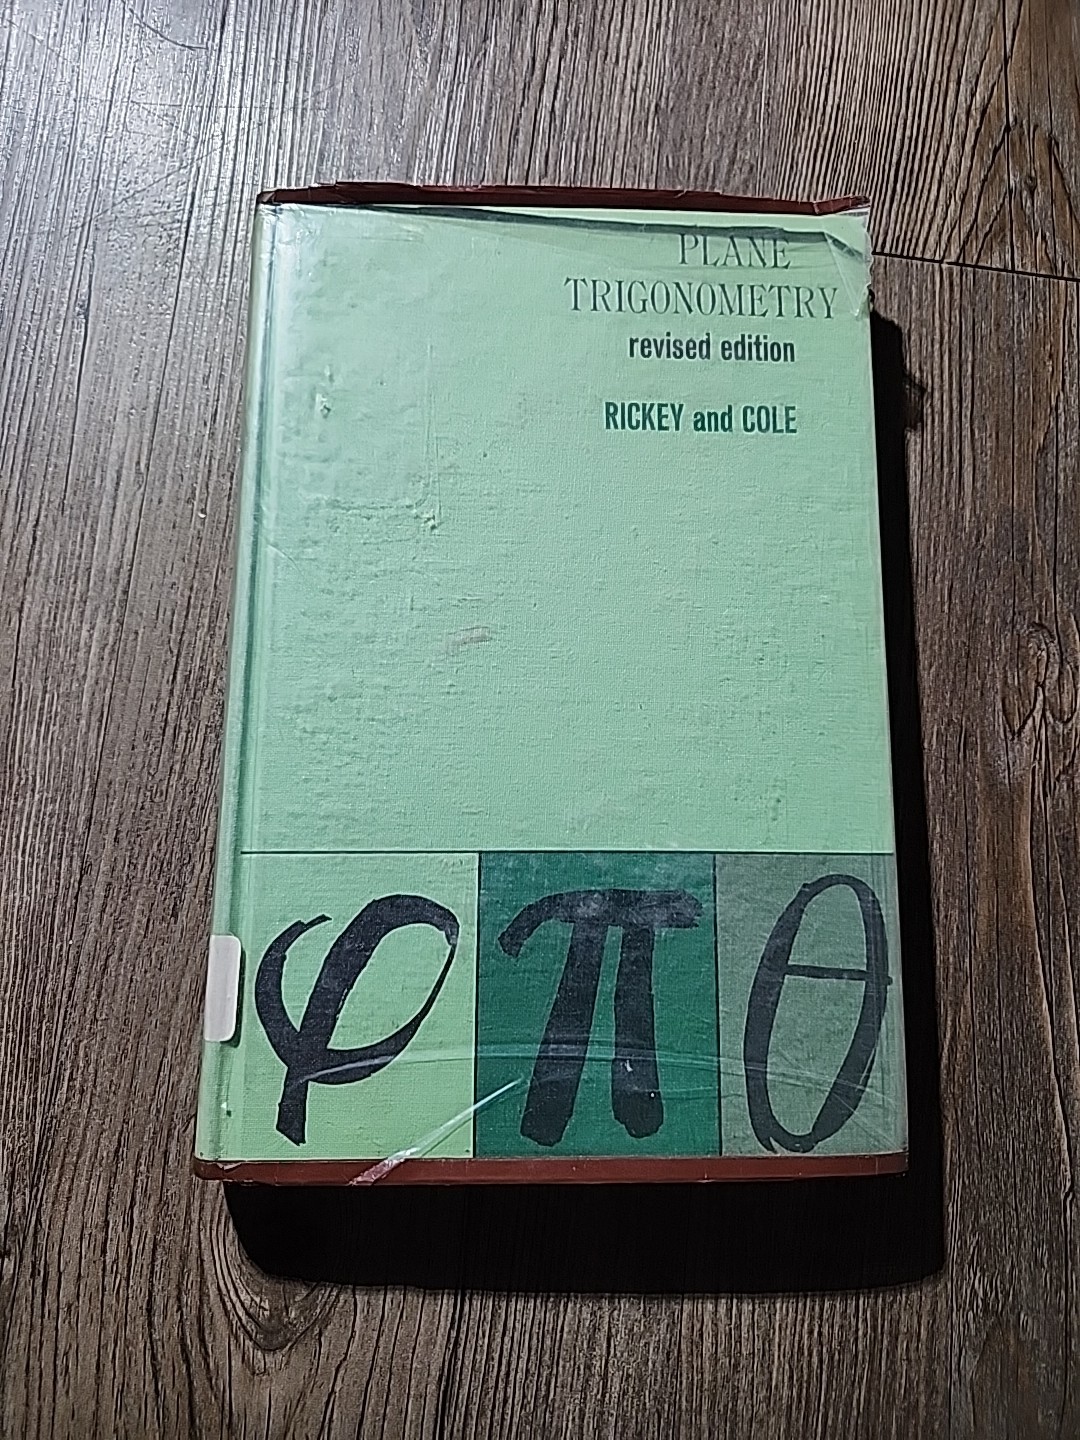 PLANE
TRIGONOMETRY
revised edition
RICKEY and COLE
φ π θ